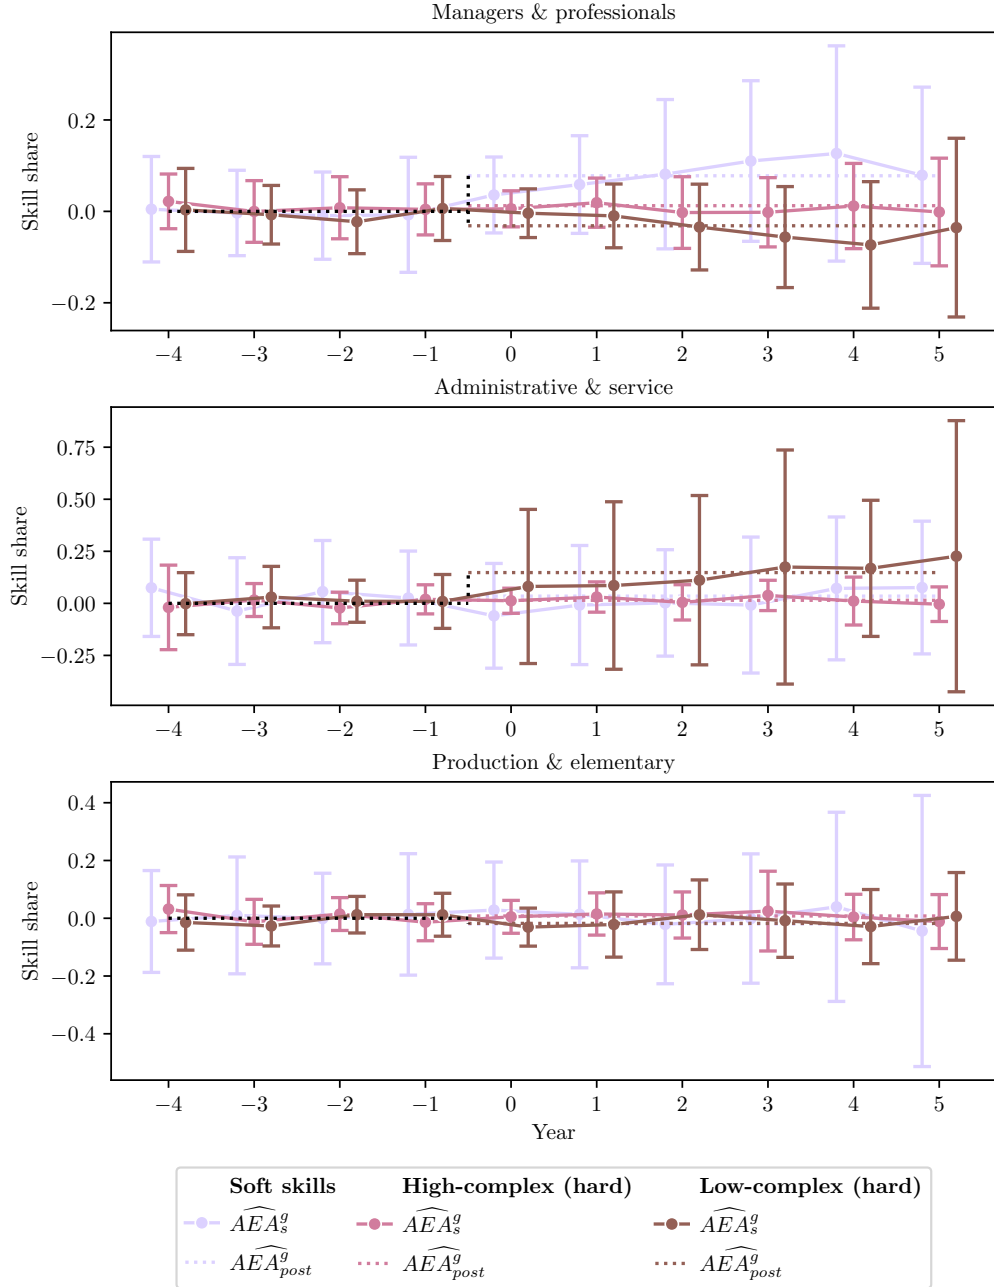 Managers & professionals
Skill share
0.2
0.0
−0.2
−4 −3 −2 −1 0 1 2 3 4 5
Administrative & service
Skill share
0.75
0.50
0.25
0.00
−0.25
−4 −3 −2 −1 0 1 2 3 4 5
Production & elementary
Skill share
0.4
0.2
0.0
−0.2
−0.4
−4 −3 −2 −1 0 1 2 3 4 5
Year
Soft skills High-complex (hard) Low-complex (hard)
$\widehat{AEA}_s^g$ $\widehat{AEA}_s^g$ $\widehat{AEA}_s^g$
$\widehat{AEA}_{post}^g$ $\widehat{AEA}_{post}^g$ $\widehat{AEA}_{post}^g$